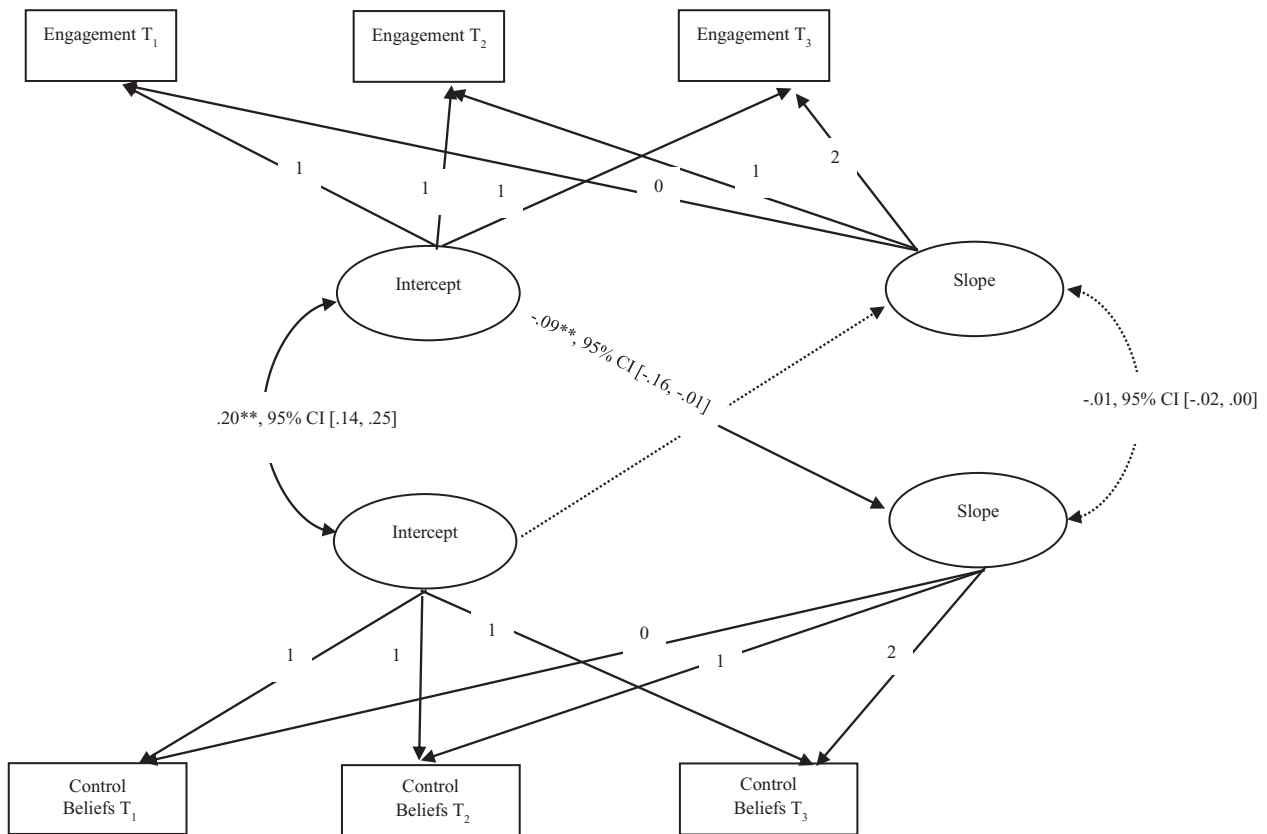 Engagement T1
Engagement T2
Engagement T3
1
1
1
0
1
2
Intercept
Slope
-.09**, 95% CI [-.16, -.01]
.20**, 95% CI [.14, .25]
-.01, 95% CI [-.02, .00]
Intercept
Slope
1
1
1
0
1
2
Control
Beliefs T1
Control
Beliefs T2
Control
Beliefs T3